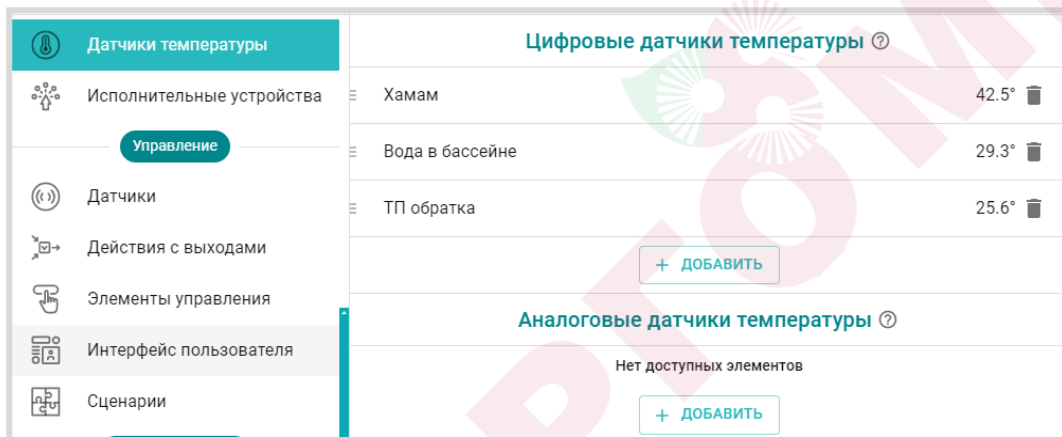 Датчики температуры
Исполнительные устройства
Управление
Датчики
Действия с выходами
Элементы управления
Интерфейс пользователя
Сценарии
Цифровые датчики температуры ?
Хамам 42.5°
Вода в бассейне 29.3°
ТП обратка 25.6°
+ ДОБАВИТЬ
Аналоговые датчики температуры ?
Нет доступных элементов
+ ДОБАВИТЬ